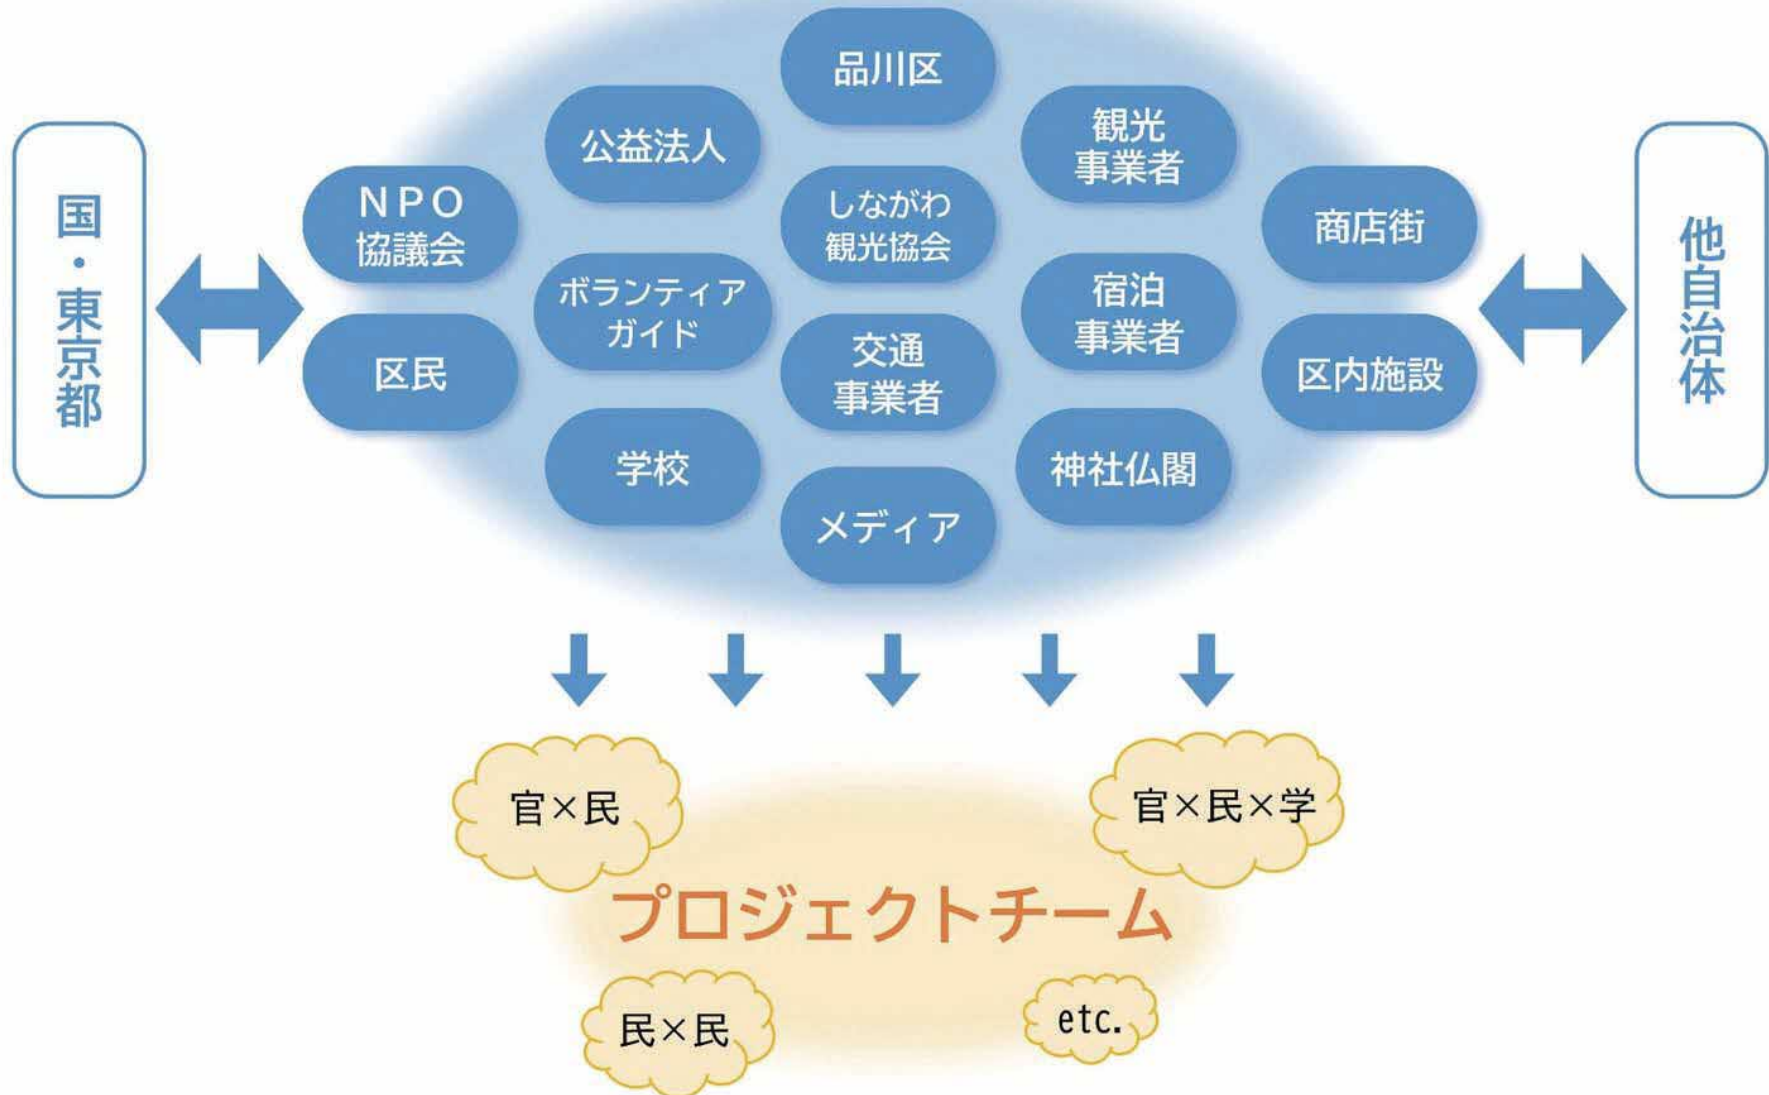 品川区
公益法人
観光
事業者
NPO
協議会
しながわ
観光協会
商店街
国・東京都
他自治体
ボランティア
ガイド
宿泊
事業者
区民
交通
事業者
区内施設
学校
神社仏閣
メディア
官×民
官×民×学
プロジェクトチーム
民×民
etc.